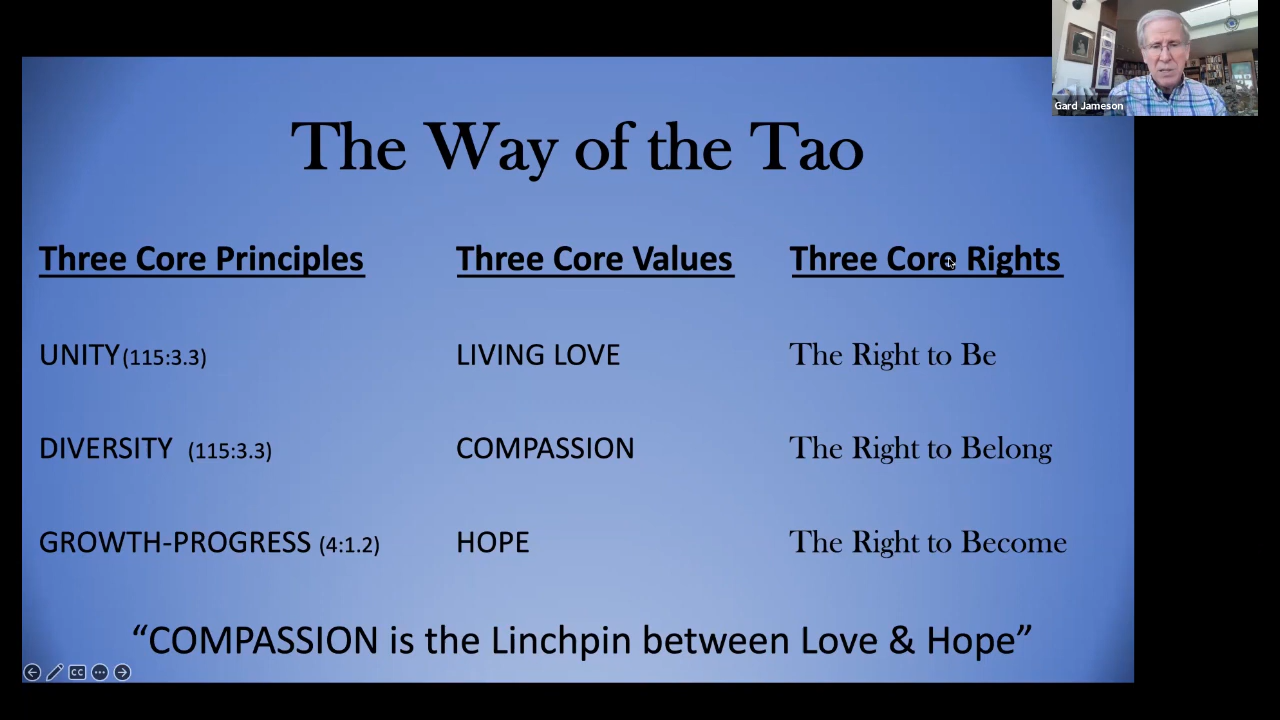 Gard Jameson
The Way of the Tao
Three Core Principles
Three Core Values
Three Core Rights
UNITY (115:3.3)
LIVING LOVE
The Right to Be
DIVERSITY (115:3.3)
COMPASSION
The Right to Belong
GROWTH-PROGRESS (4:1.2)
HOPE
The Right to Become
“COMPASSION is the Linchpin between Love & Hope”
CC